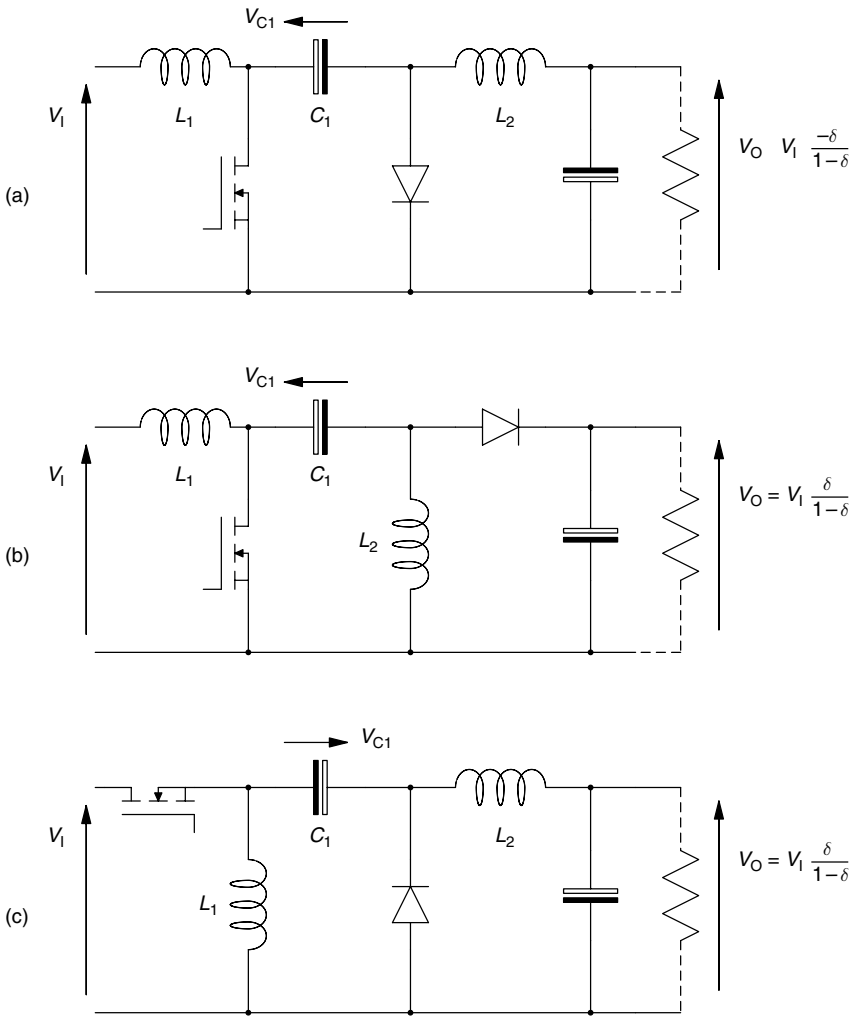 V_C1
V_I
L_1
C_1
L_2
V_O V_I −δ/1−δ
(a)
V_C1
V_I
L_1
C_1
L_2
V_O = V_I δ/1−δ
(b)
V_C1
V_I
C_1
L_2
L_1
V_O = V_I δ/1−δ
(c)